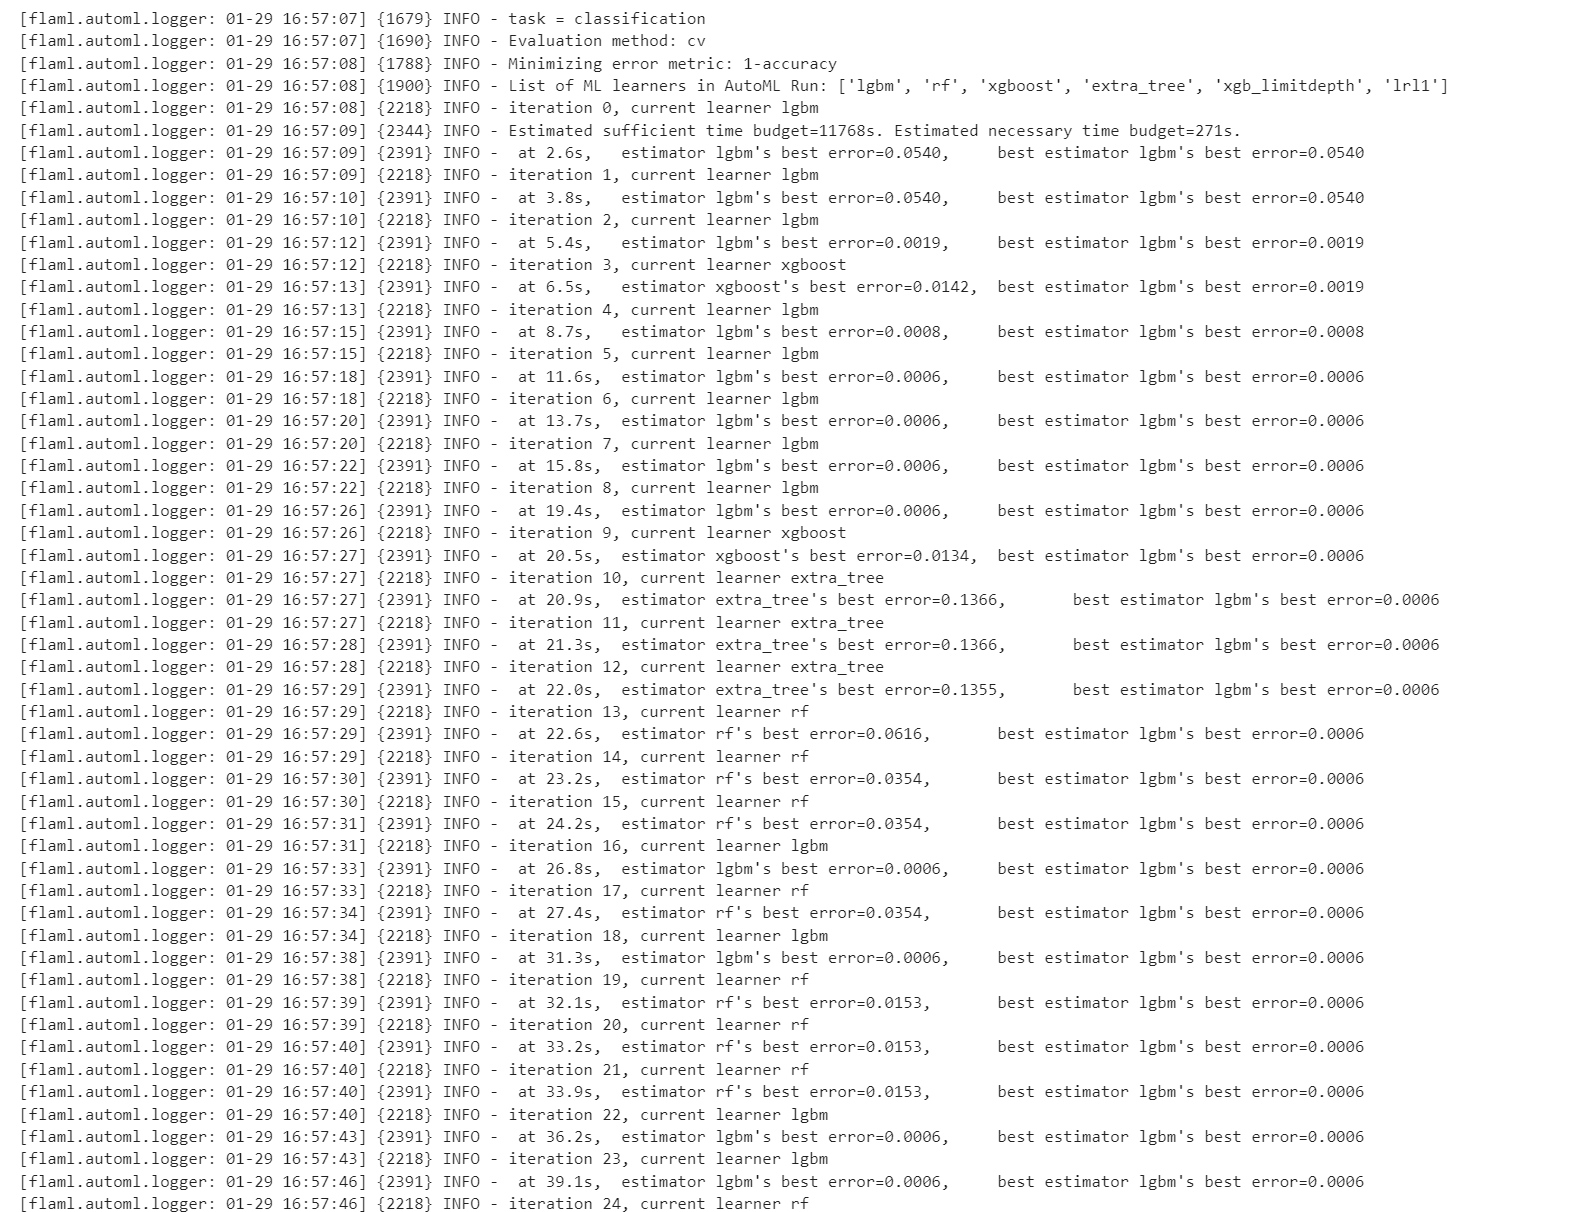 [flaml.automl.logger: 01-29 16:57:07] {1679} INFO - task = classification
[flaml.automl.logger: 01-29 16:57:07] {1690} INFO - Evaluation method: cv
[flaml.automl.logger: 01-29 16:57:08] {1788} INFO - Minimizing error metric: 1-accuracy
[flaml.automl.logger: 01-29 16:57:08] {1900} INFO - List of ML learners in AutoML Run: ['lgbm', 'rf', 'xgboost', 'extra_tree', 'xgb_limitdepth', 'lrl1']
[flaml.automl.logger: 01-29 16:57:08] {2218} INFO - iteration 0, current learner lgbm
[flaml.automl.logger: 01-29 16:57:09] {2344} INFO - Estimated sufficient time budget=11768s. Estimated necessary time budget=271s.
[flaml.automl.logger: 01-29 16:57:09] {2391} INFO -  at 2.6s,	estimator lgbm's best error=0.0540,	best estimator lgbm's best error=0.0540
[flaml.automl.logger: 01-29 16:57:09] {2218} INFO - iteration 1, current learner lgbm
[flaml.automl.logger: 01-29 16:57:10] {2391} INFO -  at 3.8s,	estimator lgbm's best error=0.0540,	best estimator lgbm's best error=0.0540
[flaml.automl.logger: 01-29 16:57:10] {2218} INFO - iteration 2, current learner lgbm
[flaml.automl.logger: 01-29 16:57:12] {2391} INFO -  at 5.4s,	estimator lgbm's best error=0.0019,	best estimator lgbm's best error=0.0019
[flaml.automl.logger: 01-29 16:57:12] {2218} INFO - iteration 3, current learner xgboost
[flaml.automl.logger: 01-29 16:57:13] {2391} INFO -  at 6.5s,	estimator xgboost's best error=0.0142,	best estimator lgbm's best error=0.0019
[flaml.automl.logger: 01-29 16:57:13] {2218} INFO - iteration 4, current learner lgbm
[flaml.automl.logger: 01-29 16:57:15] {2391} INFO -  at 8.7s,	estimator lgbm's best error=0.0008,	best estimator lgbm's best error=0.0008
[flaml.automl.logger: 01-29 16:57:15] {2218} INFO - iteration 5, current learner lgbm
[flaml.automl.logger: 01-29 16:57:18] {2391} INFO -  at 11.6s,	estimator lgbm's best error=0.0006,	best estimator lgbm's best error=0.0006
[flaml.automl.logger: 01-29 16:57:18] {2218} INFO - iteration 6, current learner lgbm
[flaml.automl.logger: 01-29 16:57:20] {2391} INFO -  at 13.7s,	estimator lgbm's best error=0.0006,	best estimator lgbm's best error=0.0006
[flaml.automl.logger: 01-29 16:57:20] {2218} INFO - iteration 7, current learner lgbm
[flaml.automl.logger: 01-29 16:57:22] {2391} INFO -  at 15.8s,	estimator lgbm's best error=0.0006,	best estimator lgbm's best error=0.0006
[flaml.automl.logger: 01-29 16:57:22] {2218} INFO - iteration 8, current learner lgbm
[flaml.automl.logger: 01-29 16:57:26] {2391} INFO -  at 19.4s,	estimator lgbm's best error=0.0006,	best estimator lgbm's best error=0.0006
[flaml.automl.logger: 01-29 16:57:26] {2218} INFO - iteration 9, current learner xgboost
[flaml.automl.logger: 01-29 16:57:27] {2391} INFO -  at 20.5s,	estimator xgboost's best error=0.0134,	best estimator lgbm's best error=0.0006
[flaml.automl.logger: 01-29 16:57:27] {2218} INFO - iteration 10, current learner extra_tree
[flaml.automl.logger: 01-29 16:57:27] {2391} INFO -  at 20.9s,	estimator extra_tree's best error=0.1366,	best estimator lgbm's best error=0.0006
[flaml.automl.logger: 01-29 16:57:27] {2218} INFO - iteration 11, current learner extra_tree
[flaml.automl.logger: 01-29 16:57:28] {2391} INFO -  at 21.3s,	estimator extra_tree's best error=0.1366,	best estimator lgbm's best error=0.0006
[flaml.automl.logger: 01-29 16:57:28] {2218} INFO - iteration 12, current learner extra_tree
[flaml.automl.logger: 01-29 16:57:29] {2391} INFO -  at 22.0s,	estimator extra_tree's best error=0.1355,	best estimator lgbm's best error=0.0006
[flaml.automl.logger: 01-29 16:57:29] {2218} INFO - iteration 13, current learner rf
[flaml.automl.logger: 01-29 16:57:29] {2391} INFO -  at 22.6s,	estimator rf's best error=0.0616,	best estimator lgbm's best error=0.0006
[flaml.automl.logger: 01-29 16:57:29] {2218} INFO - iteration 14, current learner rf
[flaml.automl.logger: 01-29 16:57:30] {2391} INFO -  at 23.2s,	estimator rf's best error=0.0354,	best estimator lgbm's best error=0.0006
[flaml.automl.logger: 01-29 16:57:30] {2218} INFO - iteration 15, current learner rf
[flaml.automl.logger: 01-29 16:57:31] {2391} INFO -  at 24.2s,	estimator rf's best error=0.0354,	best estimator lgbm's best error=0.0006
[flaml.automl.logger: 01-29 16:57:31] {2218} INFO - iteration 16, current learner lgbm
[flaml.automl.logger: 01-29 16:57:33] {2391} INFO -  at 26.8s,	estimator lgbm's best error=0.0006,	best estimator lgbm's best error=0.0006
[flaml.automl.logger: 01-29 16:57:33] {2218} INFO - iteration 17, current learner rf
[flaml.automl.logger: 01-29 16:57:34] {2391} INFO -  at 27.4s,	estimator rf's best error=0.0354,	best estimator lgbm's best error=0.0006
[flaml.automl.logger: 01-29 16:57:34] {2218} INFO - iteration 18, current learner lgbm
[flaml.automl.logger: 01-29 16:57:38] {2391} INFO -  at 31.3s,	estimator lgbm's best error=0.0006,	best estimator lgbm's best error=0.0006
[flaml.automl.logger: 01-29 16:57:38] {2218} INFO - iteration 19, current learner rf
[flaml.automl.logger: 01-29 16:57:39] {2391} INFO -  at 32.1s,	estimator rf's best error=0.0153,	best estimator lgbm's best error=0.0006
[flaml.automl.logger: 01-29 16:57:39] {2218} INFO - iteration 20, current learner rf
[flaml.automl.logger: 01-29 16:57:40] {2391} INFO -  at 33.2s,	estimator rf's best error=0.0153,	best estimator lgbm's best error=0.0006
[flaml.automl.logger: 01-29 16:57:40] {2218} INFO - iteration 21, current learner rf
[flaml.automl.logger: 01-29 16:57:40] {2391} INFO -  at 33.9s,	estimator rf's best error=0.0153,	best estimator lgbm's best error=0.0006
[flaml.automl.logger: 01-29 16:57:40] {2218} INFO - iteration 22, current learner lgbm
[flaml.automl.logger: 01-29 16:57:43] {2391} INFO -  at 36.2s,	estimator lgbm's best error=0.0006,	best estimator lgbm's best error=0.0006
[flaml.automl.logger: 01-29 16:57:43] {2218} INFO - iteration 23, current learner lgbm
[flaml.automl.logger: 01-29 16:57:46] {2391} INFO -  at 39.1s,	estimator lgbm's best error=0.0006,	best estimator lgbm's best error=0.0006
[flaml.automl.logger: 01-29 16:57:46] {2218} INFO - iteration 24, current learner rf